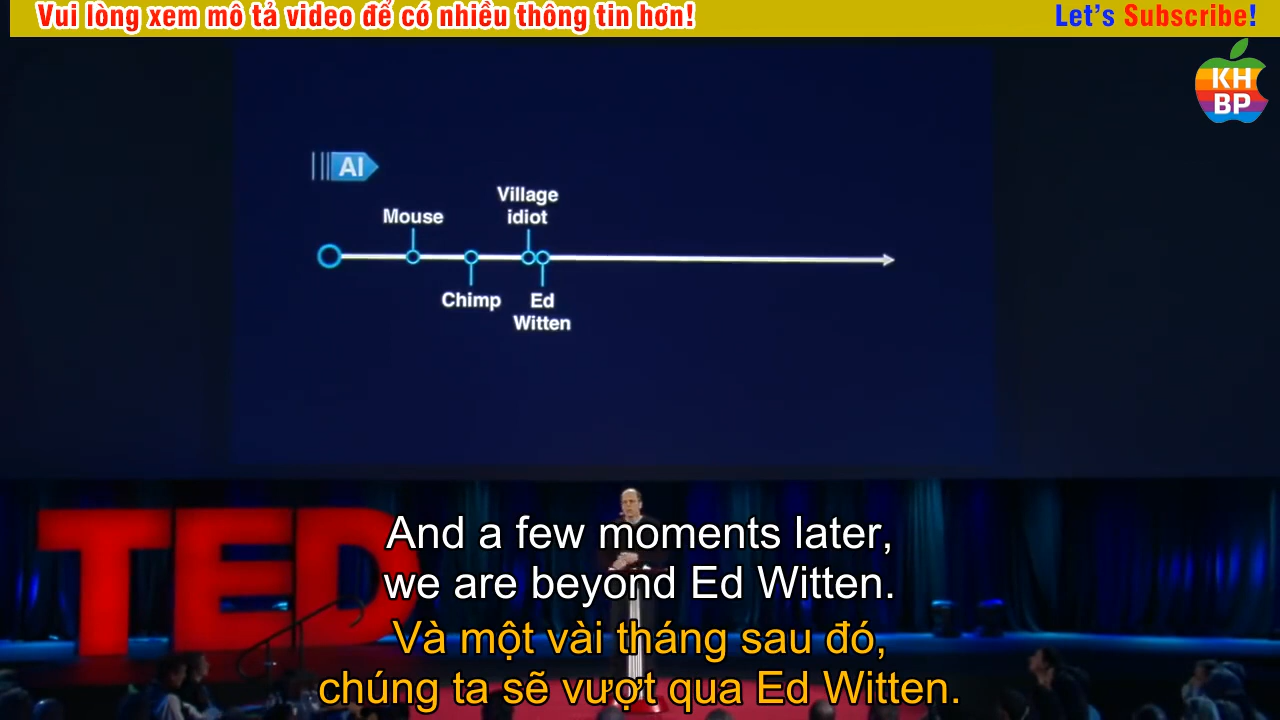 Vui lòng xem mô tả video để có nhiều thông tin hơn!
Let's Subscribe!
KH
BP
AI
Mouse
Village
idiot
Chimp
Ed
Witten
TED
And a few moments later,
we are beyond Ed Witten.
Và một vài tháng sau đó,
chúng ta sẽ vượt qua Ed Witten.